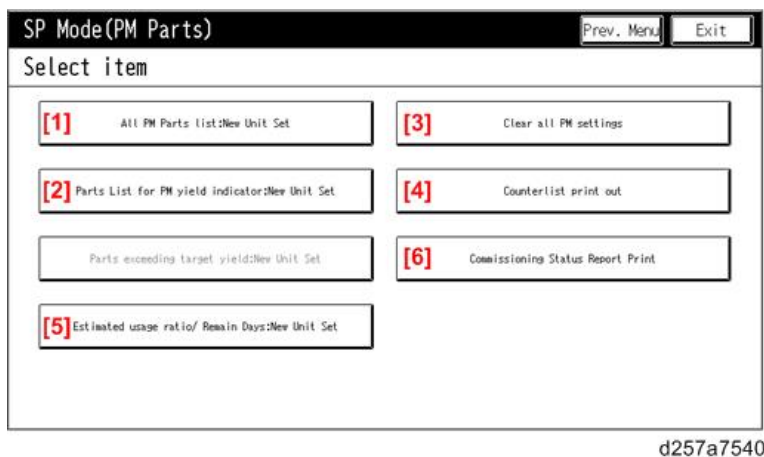 SP Mode(PM Parts)
Prev. Menu
Exit
Select item
[1] All PM Parts list:New Unit Set
[3] Clear all PM settings
[2] Parts List for PM yield indicator:New Unit Set
[4] Counterlist print out
Parts exceeding target yield:New Unit Set
[6] Commissioning Status Report Print
[5] Estimated usage ratio/ Remain Days:New Unit Set
d257a7540